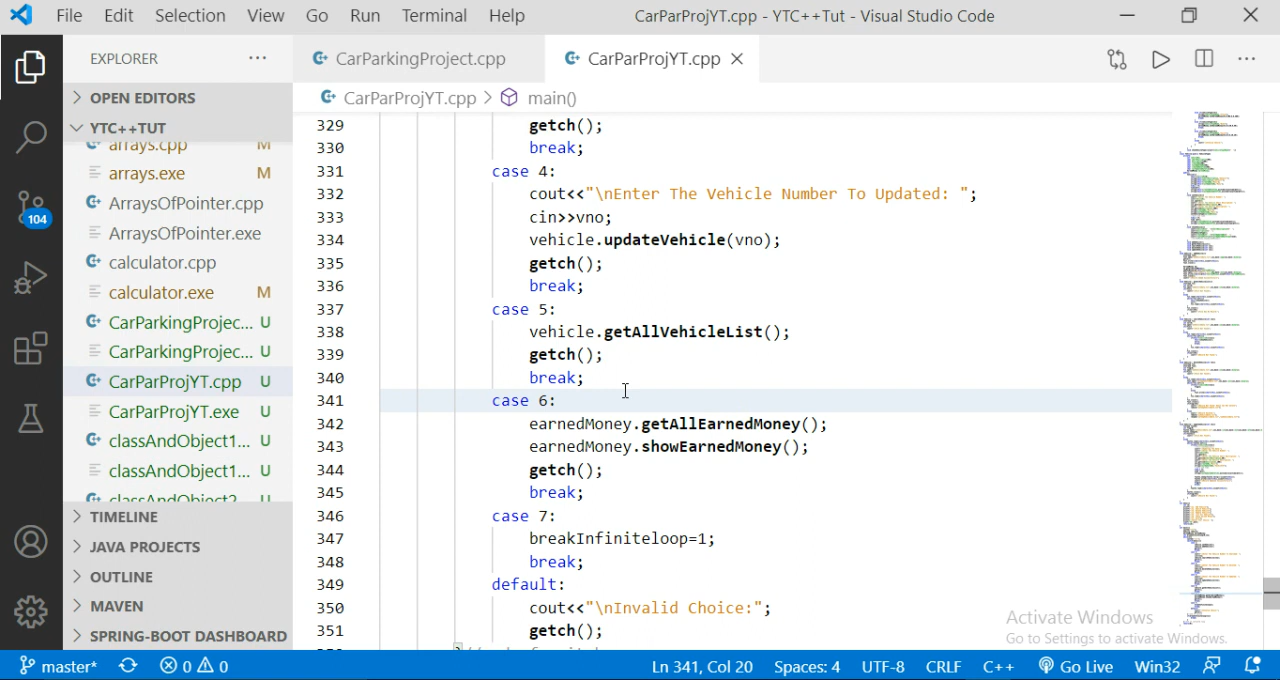 File Edit Selection View Go Run Terminal Help CarParProjYT.cpp - YTC++Tut - Visual Studio Code
EXPLORER ··· CarParkingProject.cpp CarParProjYT.cpp
OPEN EDITORS
CarParProjYT.cpp > main()
YTC++TUT
arrays.cpp M
arrays.exe M
ArraysOfPointer.cpp
ArraysOfPointer.exe
calculator.cpp
calculator.exe M
CarParkingProjec... U
CarParkingProjec... U
CarParProjYT.cpp U
CarParProjYT.exe U
classAndObject1... U
classAndObject1... U
classAndObject2 U
TIMELINE
JAVA PROJECTS
OUTLINE
MAVEN
SPRING-BOOT DASHBOARD
104
329 getch();
330 break;
331 case 4:
332 cout<<"\nEnter The Vehicle Number To Updated: ";
333 cin>>vno;
334 vehicle.updateVehicle(vno);
335 getch();
336 break;
337 case 5:
338 vehicle.getAllVehicleList();
339 getch();
340 break;
341 case 6:
342 earnedMoney.getAllEarnedMoney();
343 earnedMoney.showEarnedMoney();
344 getch();
345 break;
346 case 7:
347 breakInfiniteloop=1;
348 break;
349 default:
350 cout<<"\nInvalid Choice:";
351 getch();
Activate Windows
Go to Settings to activate Windows.
master* 0 0 Ln 341, Col 20 Spaces: 4 UTF-8 CRLF C++ Go Live Win32